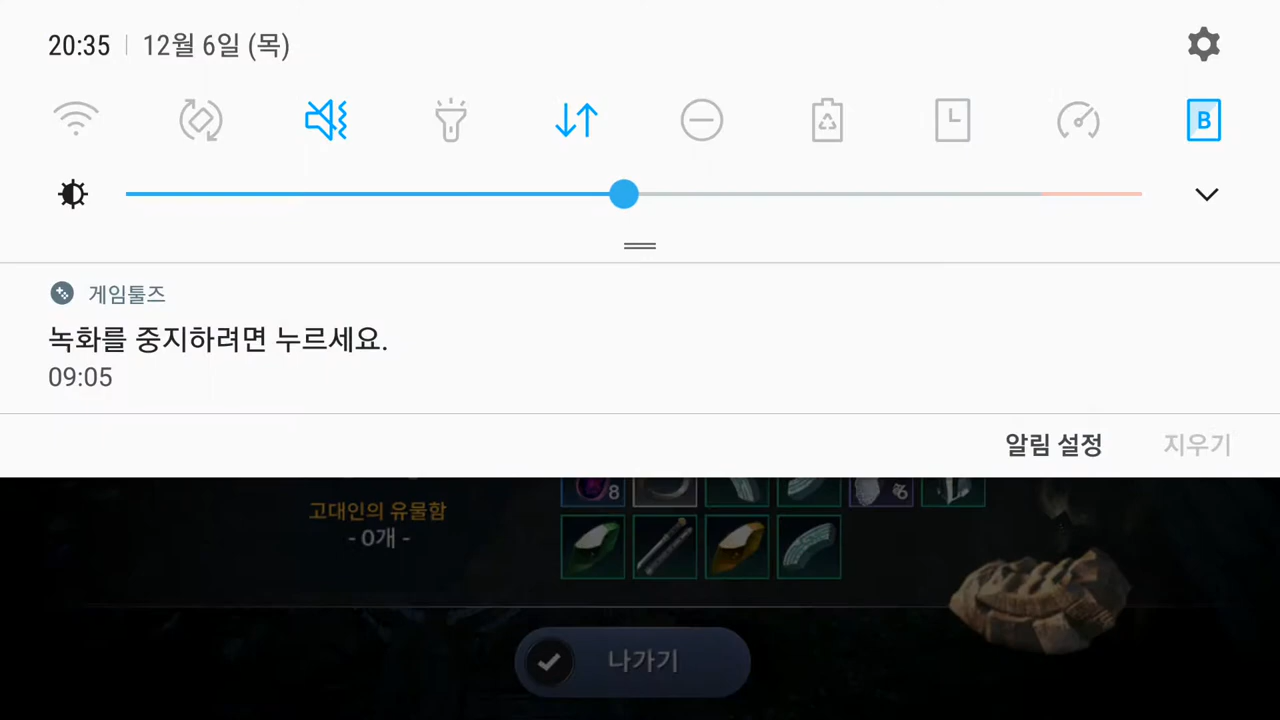 20:35 | 12월 6일 (목)
B
게임툴즈
녹화를 중지하려면 누르세요.
09:05
알림 설정 지우기
8 6
고대인의 유물함
- 0개 -
나가기